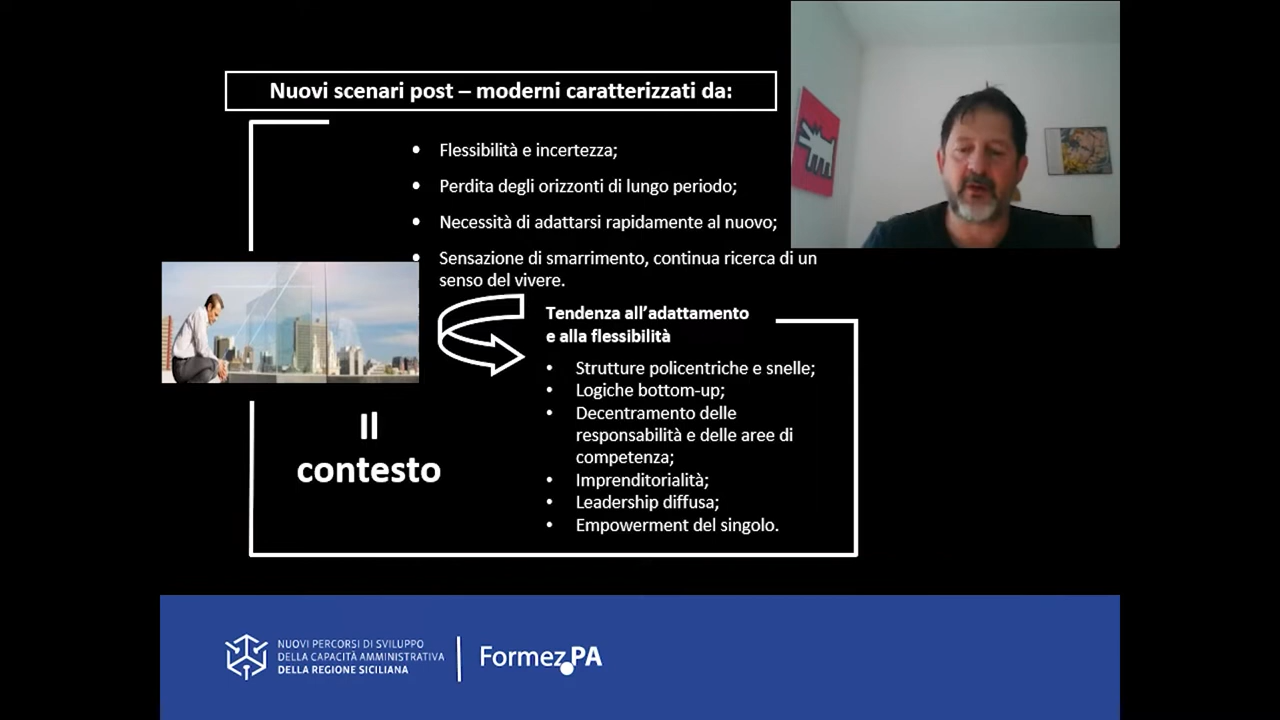 Nuovi scenari post – moderni caratterizzati da:
• Flessibilità e incertezza;
• Perdita degli orizzonti di lungo periodo;
• Necessità di adattarsi rapidamente al nuovo;
• Sensazione di smarrimento, continua ricerca di un
senso del vivere.
Tendenza all’adattamento
e alla flessibilità
• Strutture policentriche e snelle;
• Logiche bottom-up;
• Decentramento delle
responsabilità e delle aree di
competenza;
• Imprenditorialità;
• Leadership diffusa;
• Empowerment del singolo.
Il
contesto
NUOVI PERCORSI DI SVILUPPO
DELLA CAPACITÀ AMMINISTRATIVA
DELLA REGIONE SICILIANA
Formez PA